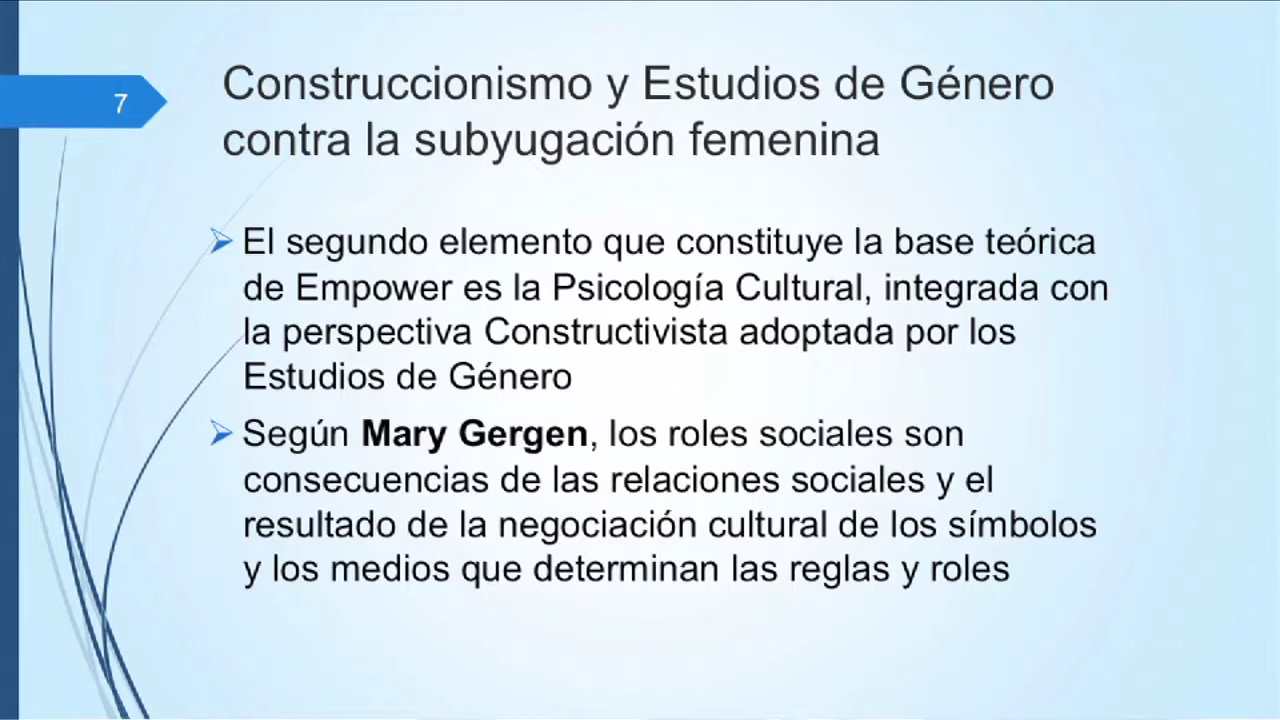 7
Construccionismo y Estudios de Género
contra la subyugación femenina
El segundo elemento que constituye la base teórica
de Empower es la Psicología Cultural, integrada con
la perspectiva Constructivista adoptada por los
Estudios de Género
Según Mary Gergen, los roles sociales son
consecuencias de las relaciones sociales y el
resultado de la negociación cultural de los símbolos
y los medios que determinan las reglas y roles